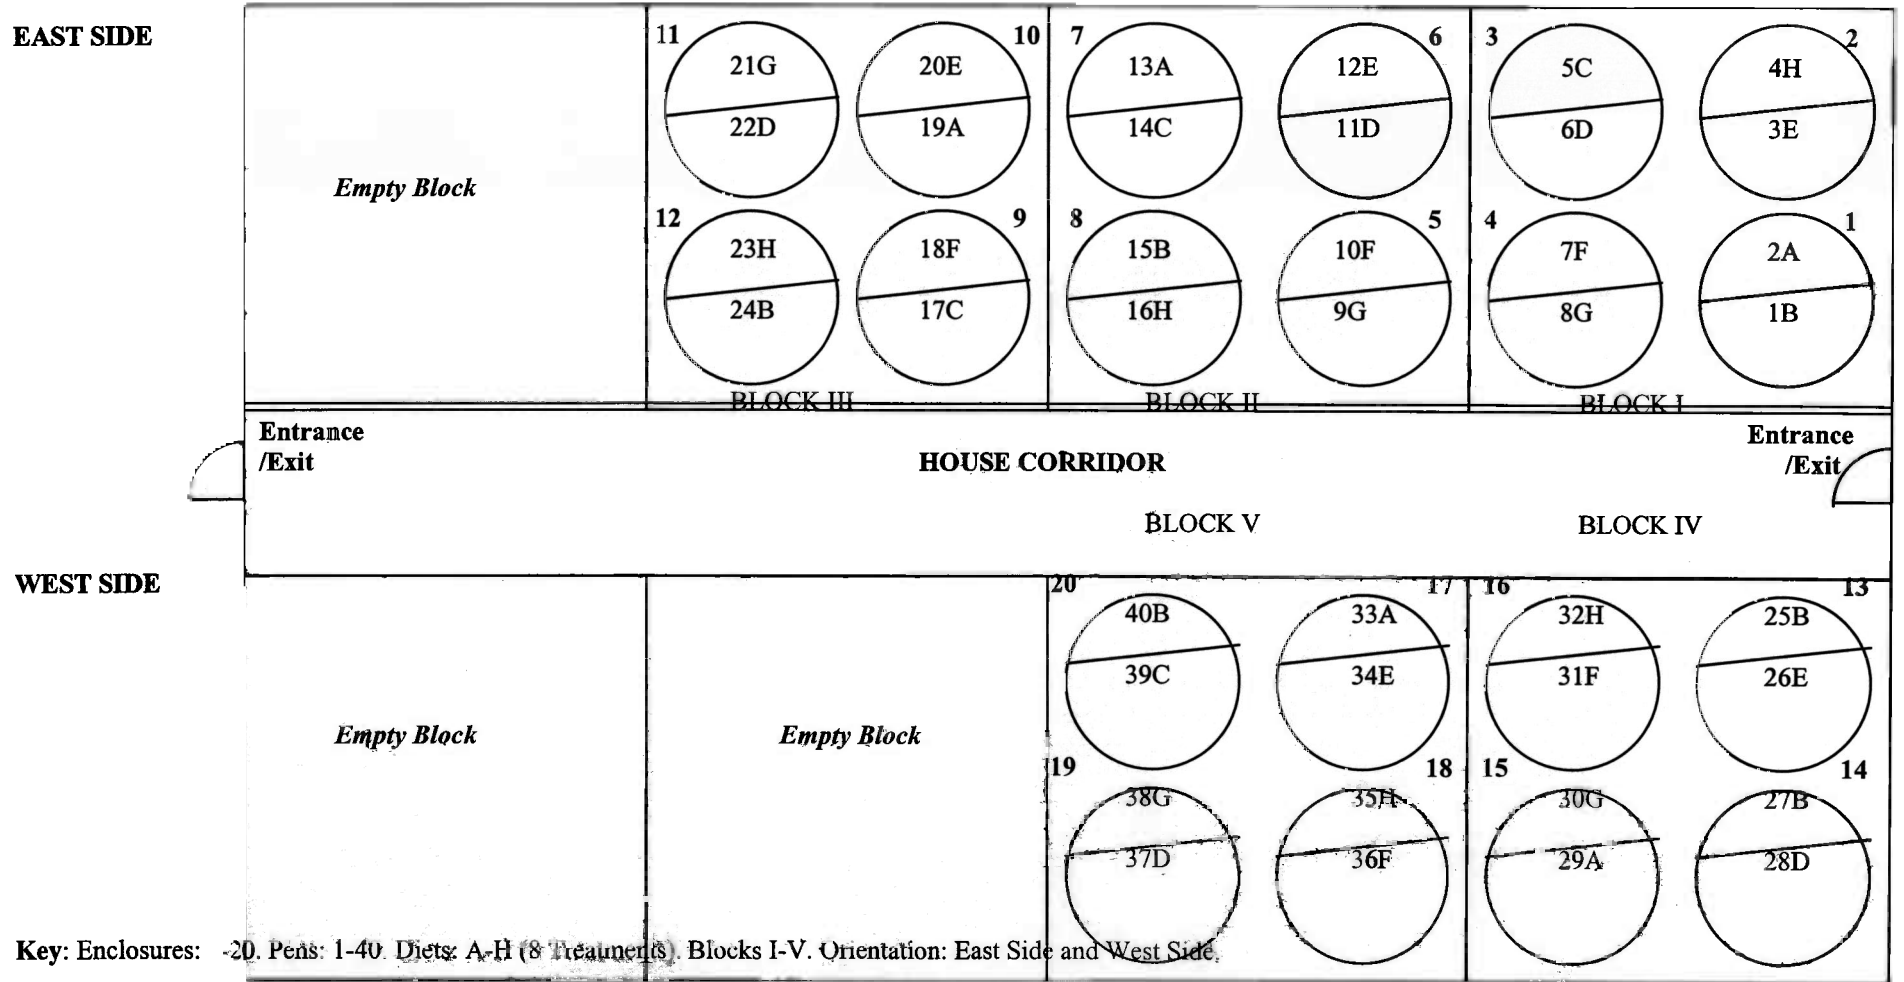 EAST SIDE
11 10 7 6 3 2
21G 20E 13A 12E 5C 4H
22D 19A 14C 11D 6D 3E
Empty Block
12 9 8 5 4 1
23H 18F 15B 10F 7F 2A
24B 17C 16H 9G 8G 1B
BLOCK III BLOCK II BLOCK I
Entrance Entrance
/Exit HOUSE CORRIDOR /Exit
BLOCK V BLOCK IV
WEST SIDE
20 17 16 13
40B 33A 32H 25B
39C 34E 31F 26E
Empty Block Empty Block
19 18 15 14
38G 35H 30G 27B
37D 36F 29A 28D
Key: Enclosures: -20. Pens: 1-40. Diets: A-H (8 Treatments). Blocks I-V. Orientation: East Side and West Side.